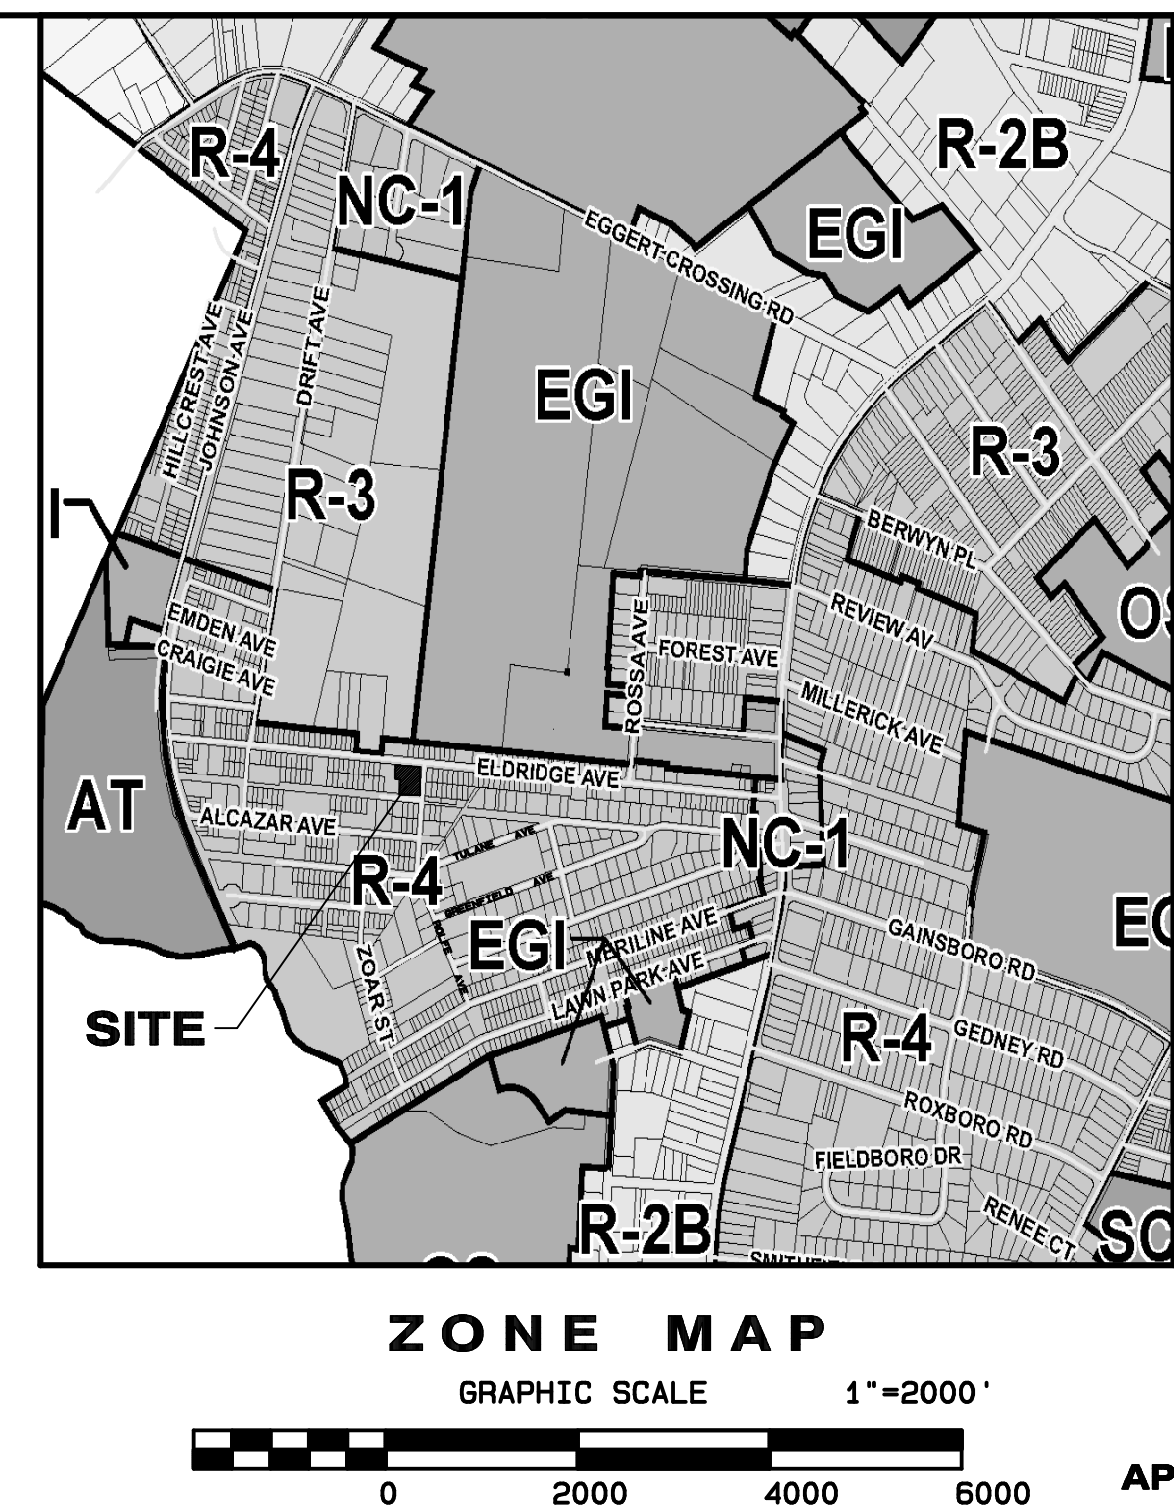 R-4
NC-1
R-2B
EGI
EGGERT CROSSING RD
HILLCREST AVE
JOHNSON AVE
DRIFT AVE
EGI
R-3
R-3
I
BERWYN PL
EMDEN AVE
CRAIGIE AVE
ROSSA AVE
FOREST AVE
REVIEW AV
MILLERICK AVE
ELDRIDGE AVE
AT
ALCAZAR AVE
TULANE AVE
NC-1
R-4
GREENFIELD AVE
ROLFE AVE
EGI
MERILINE AVE
LAWN PARK AVE
GAINSBORO RD
ZOAR ST
SITE
R-4
GEDNEY RD
ROXBORO RD
FIELDBORO DR
R-2B
RENEE CT
SC
ZONE MAP
GRAPHIC SCALE 1"=2000'
0 2000 4000 6000
AP